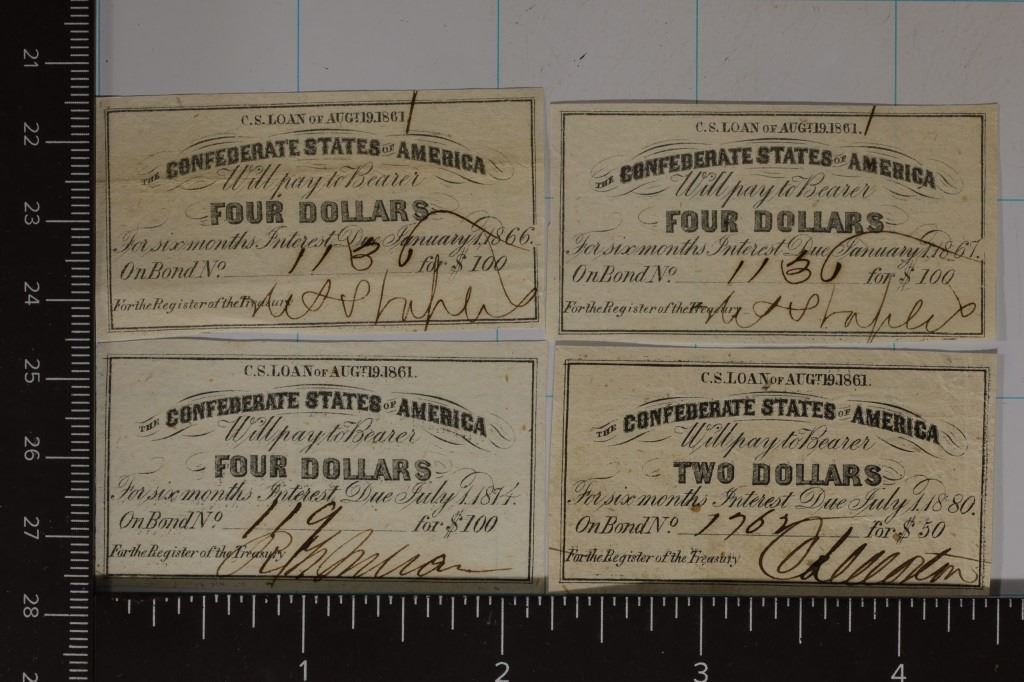 C.S. LOAN OF AUGT 19.1861.
THE CONFEDERATE STATES OF AMERICA
Will pay to Bearer
FOUR DOLLARS
For six months Interest Due January 1.1866.
On Bond No. 1136 for $100
For the Register of the Treasury
C.S. LOAN OF AUGT 19.1861.
THE CONFEDERATE STATES OF AMERICA
Will pay to Bearer
FOUR DOLLARS
For six months Interest Due January 1.1867.
On Bond No. 1136 for $100
For the Register of the Treasury
C.S. LOAN OF AUGT 19.1861.
THE CONFEDERATE STATES OF AMERICA
Will pay to Bearer
FOUR DOLLARS
For six months Interest Due July 1.1874.
On Bond No. 119 for $100
For the Register of the Treasury
C.S. LOAN OF AUGT 19.1861.
THE CONFEDERATE STATES OF AMERICA
Will pay to Bearer
TWO DOLLARS
For six months Interest Due July 1.1880.
On Bond No. 1762 for $50
For the Register of the Treasury
21
22
23
24
25
26
27
28
1 2 3 4